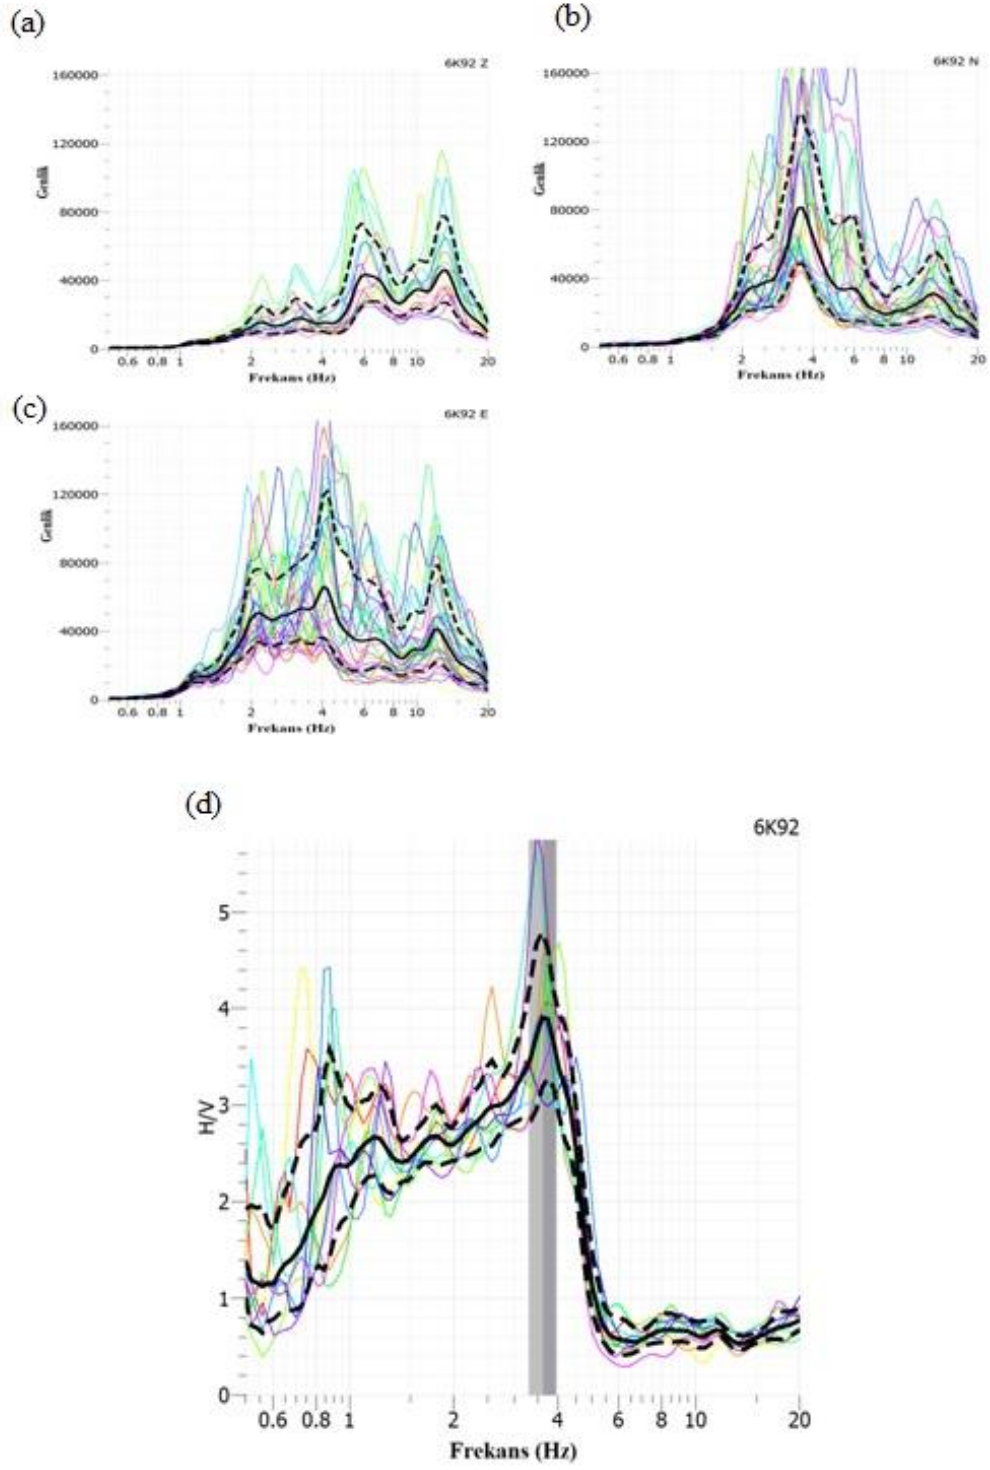 (a)
6K92 Z
160000
120000
80000
40000
0
Genlik
0.6 0.8 1 2 4 6 8 10 20
Frekans (Hz)
(b)
6K92 N
160000
120000
80000
40000
0
Genlik
0.6 0.8 1 2 4 6 8 10 20
Frekans (Hz)
(c)
6K92 E
160000
120000
80000
40000
0
Genlik
0.6 0.8 1 2 4 6 8 10 20
Frekans (Hz)
(d)
6K92
5
4
3
2
1
0
H/V
0.6 0.8 1 2 4 6 8 10 20
Frekans (Hz)